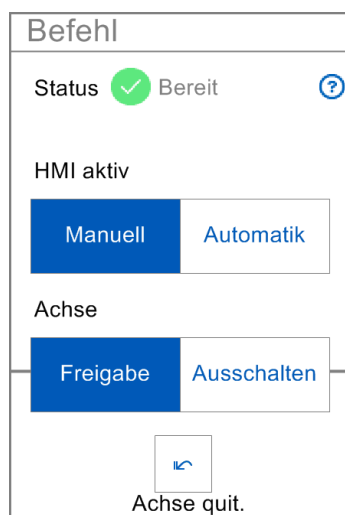 Befehl
Status Bereit
HMI aktiv
Manuell Automatik
Achse
Freigabe Ausschalten
Achse quit.